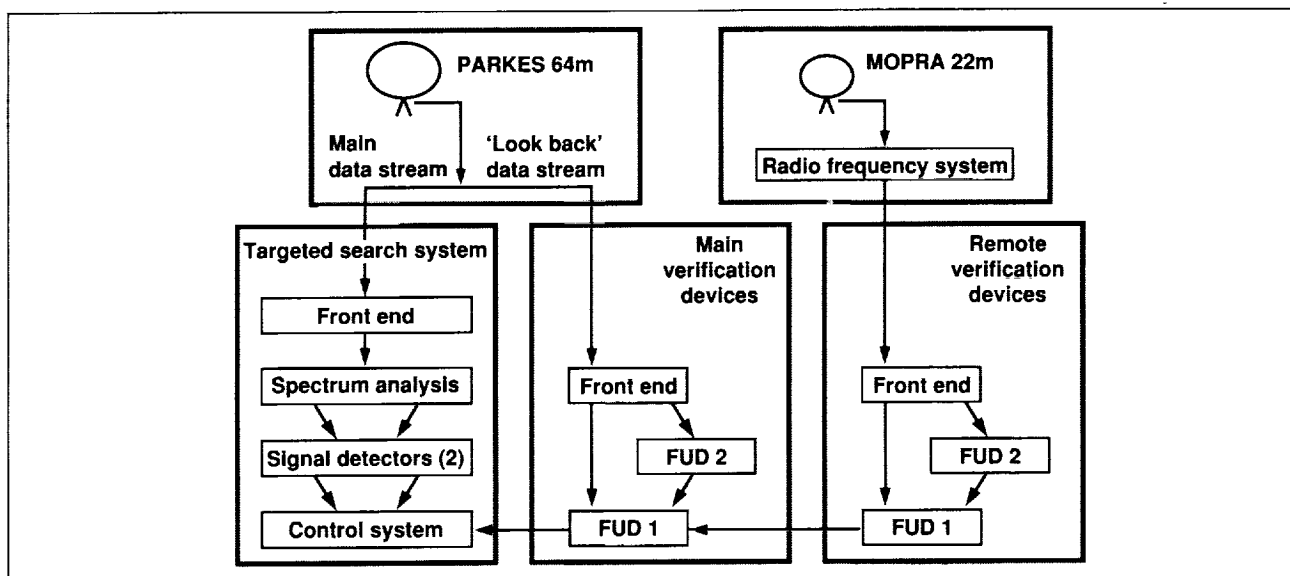 PARKES 64m
Main
data stream
‘Look back’
data stream
MOPRA 22m
Radio frequency system
Targeted search system
Front end
Spectrum analysis
Signal detectors (2)
Control system
Main
verification
devices
Front end
FUD 2
FUD 1
Remote
verification
devices
Front end
FUD 2
FUD 1